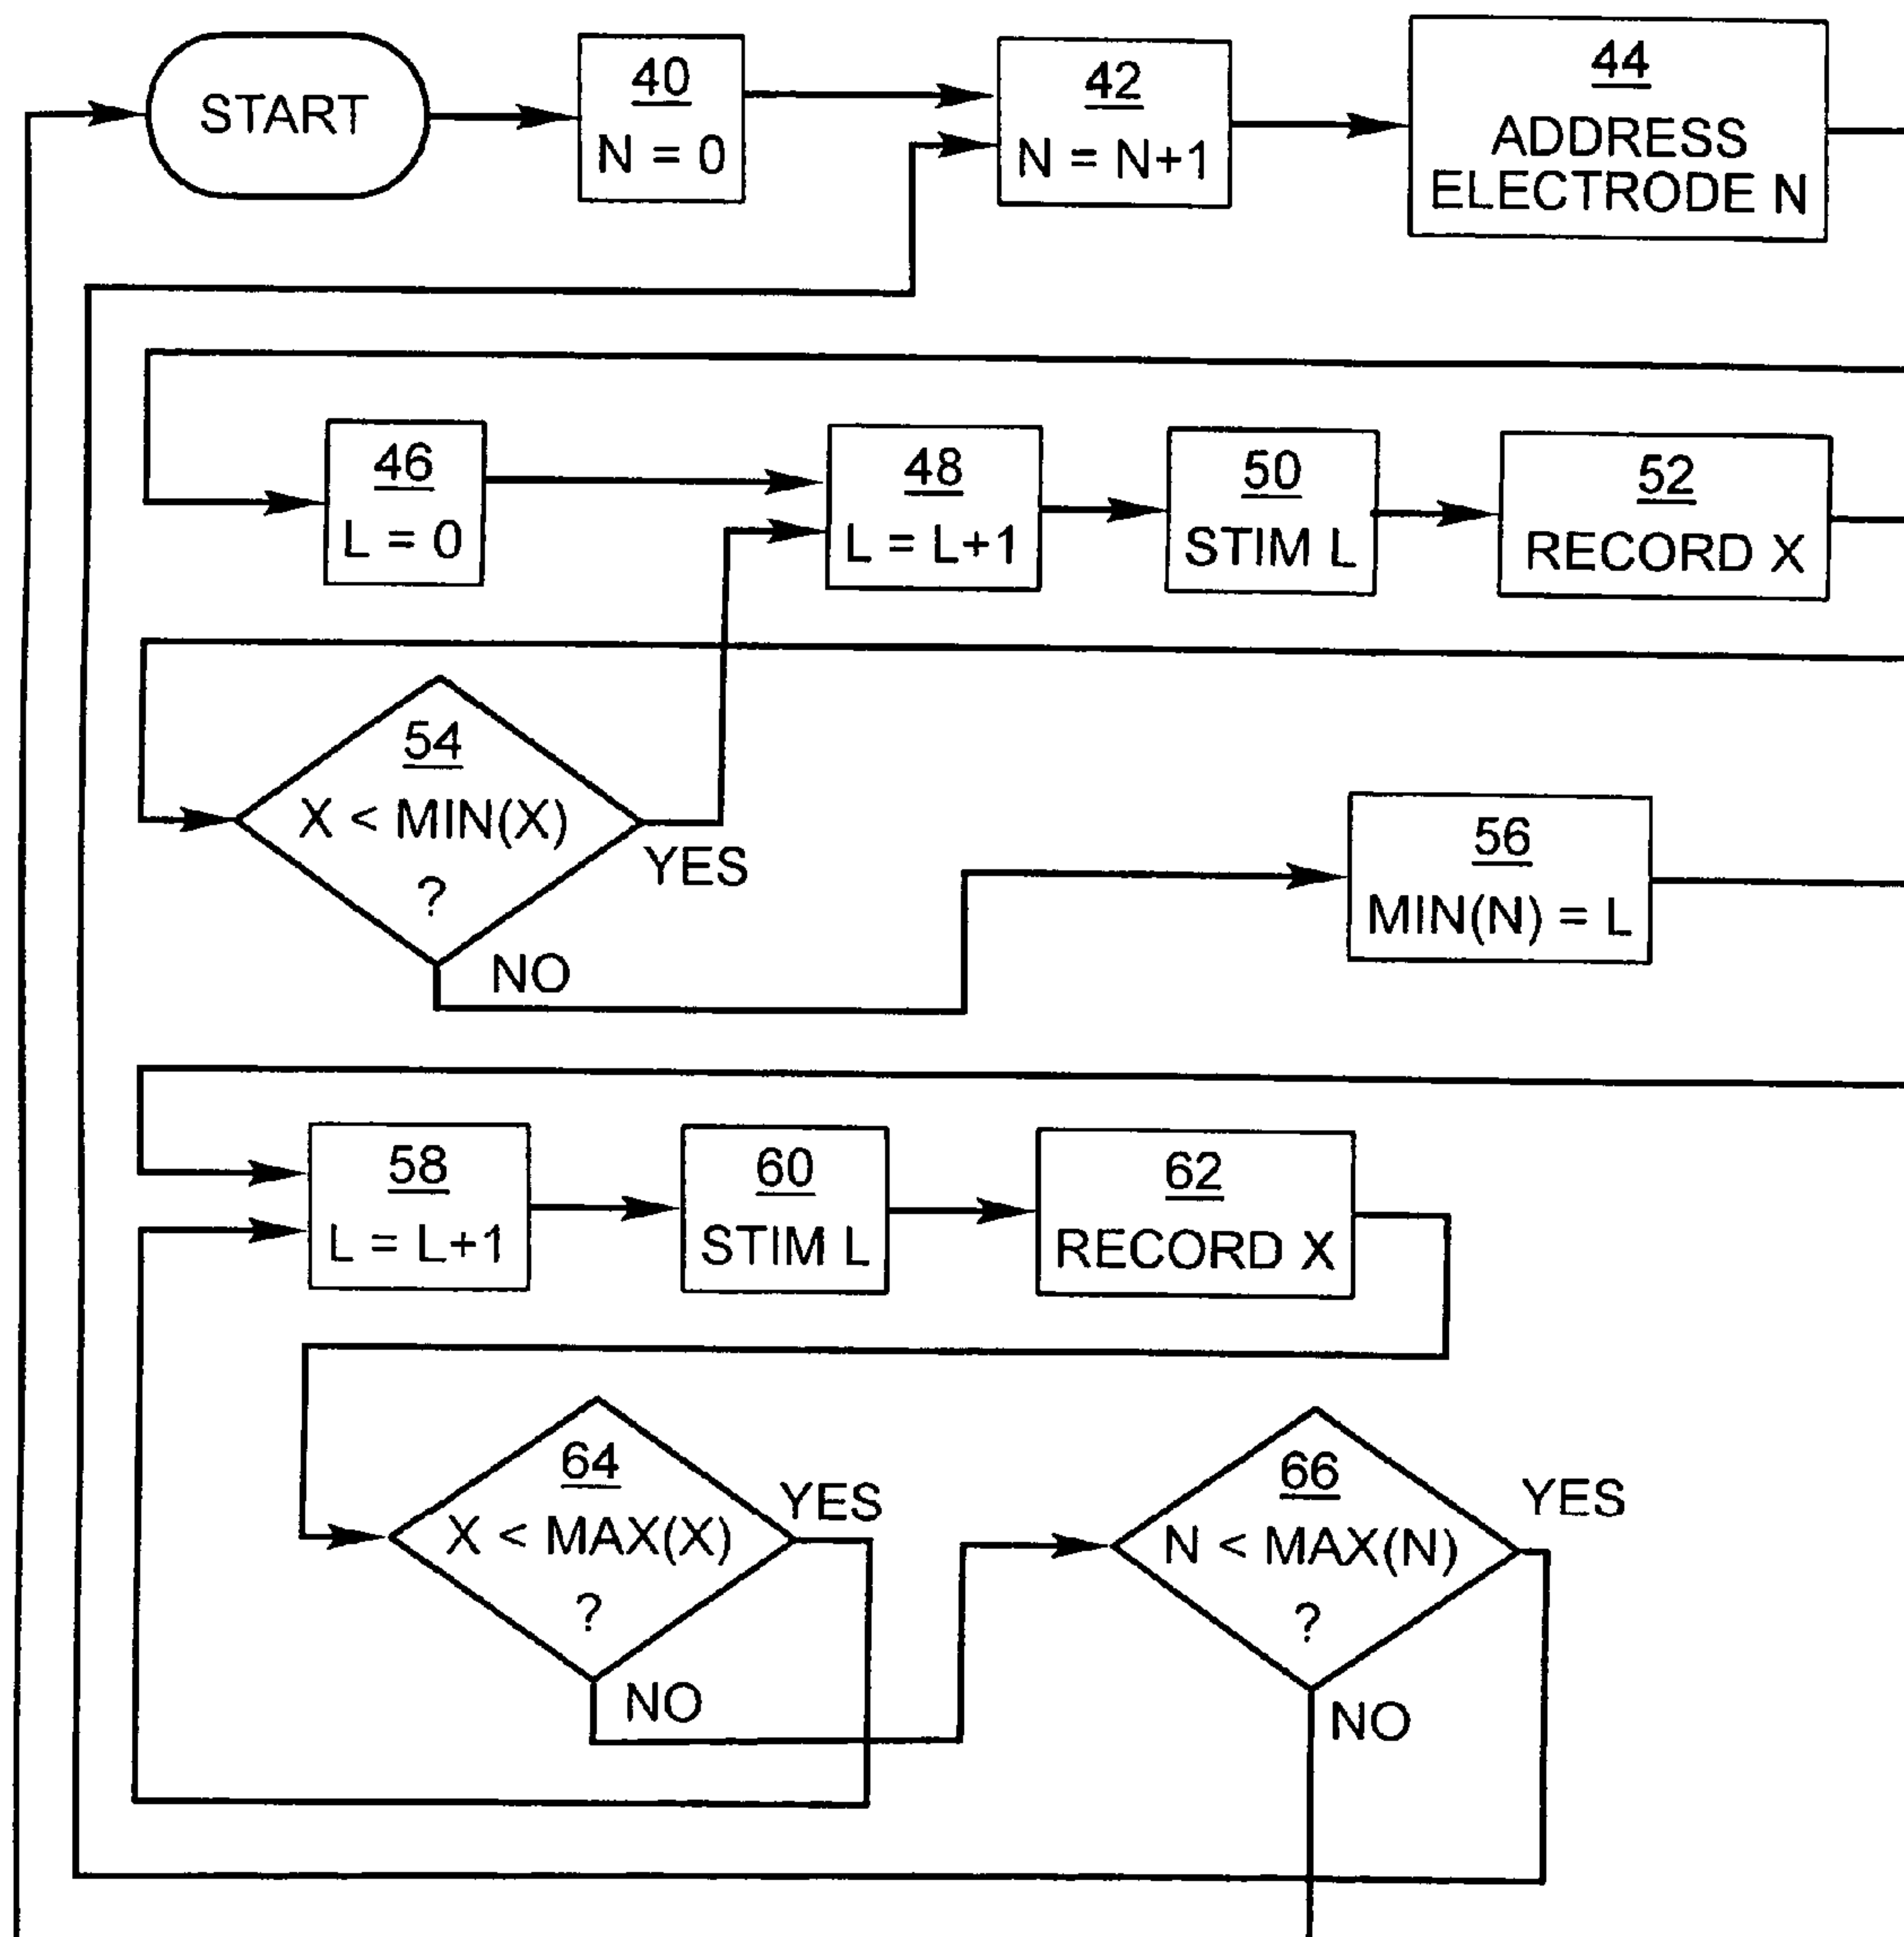 START
40
N = 0
42
N = N+1
44
ADDRESS
ELECTRODE N
46
L = 0
48
L = L+1
50
STIM L
52
RECORD X
54
X < MIN(X)
?
YES
NO
56
MIN(N) = L
58
L = L+1
60
STIM L
62
RECORD X
64
X < MAX(X)
?
YES
NO
66
N < MAX(N)
?
YES
NO